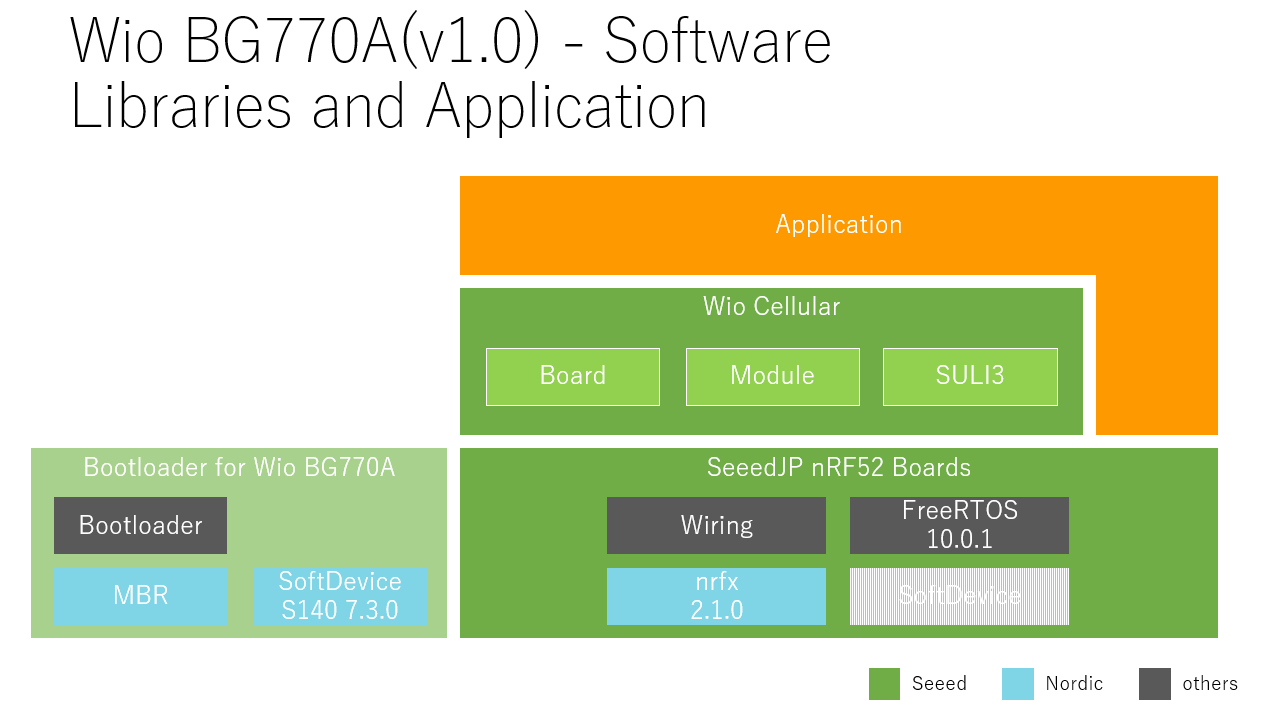 Wio BG770A(v1.0) - Software
Libraries and Application
Application
Wio Cellular
Board
Module
SULI3
Bootloader for Wio BG770A
Bootloader
MBR
SoftDevice
S140 7.3.0
SeeedJP nRF52 Boards
Wiring
FreeRTOS
10.0.1
nrfx
2.1.0
SoftDevice
Seeed
Nordic
others